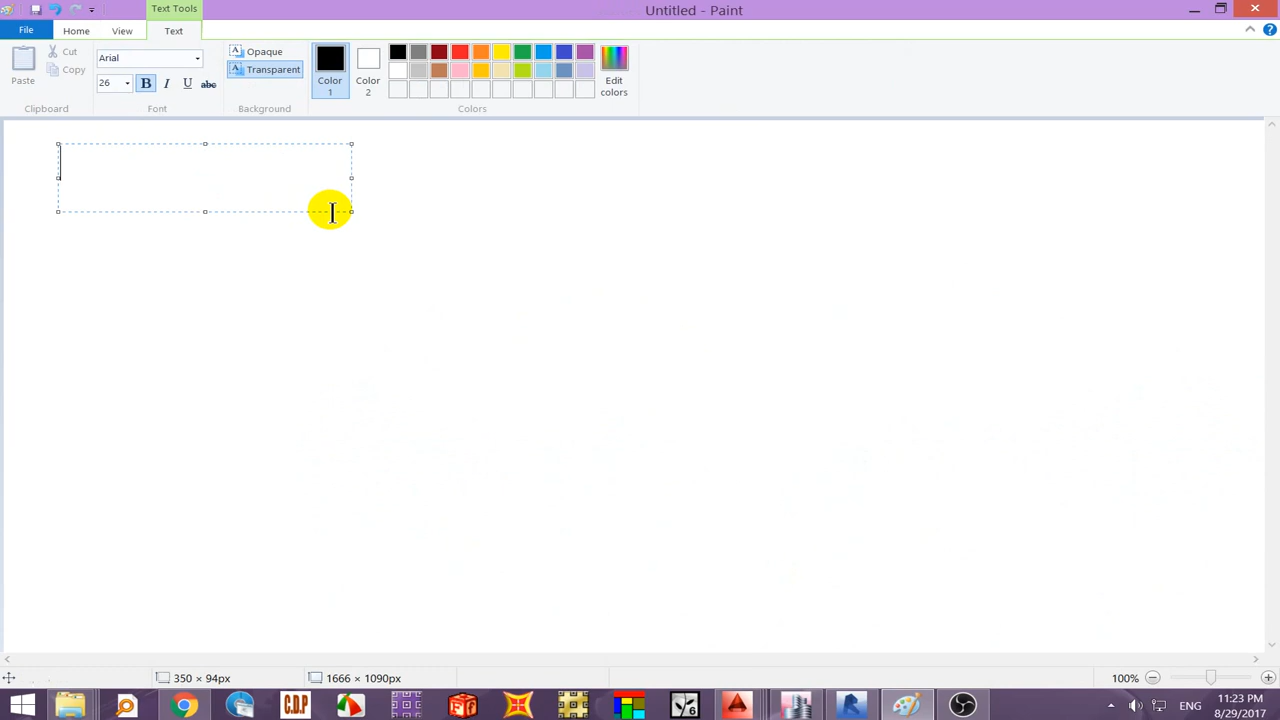 Text Tools
Untitled - Paint
File
Home
View
Text
Paste
Cut
Copy
Clipboard
Arial
26
B I U abc
Font
Opaque
Transparent
Background
Color
1
Color
2
Edit
colors
Colors
350 × 94px
1666 × 1090px
100%
C.D.P
Ff
6
ENG
11:23 PM
8/29/2017